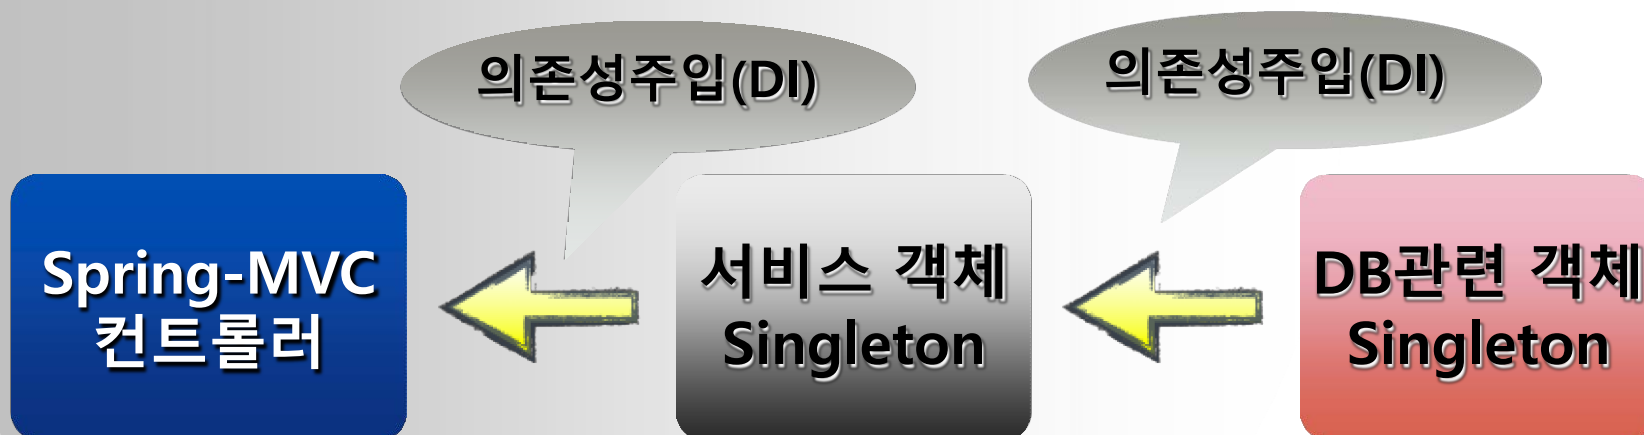 의존성주입(DI)
의존성주입(DI)
Spring-MVC
컨트롤러
서비스 객체
Singleton
DB관련 객체
Singleton